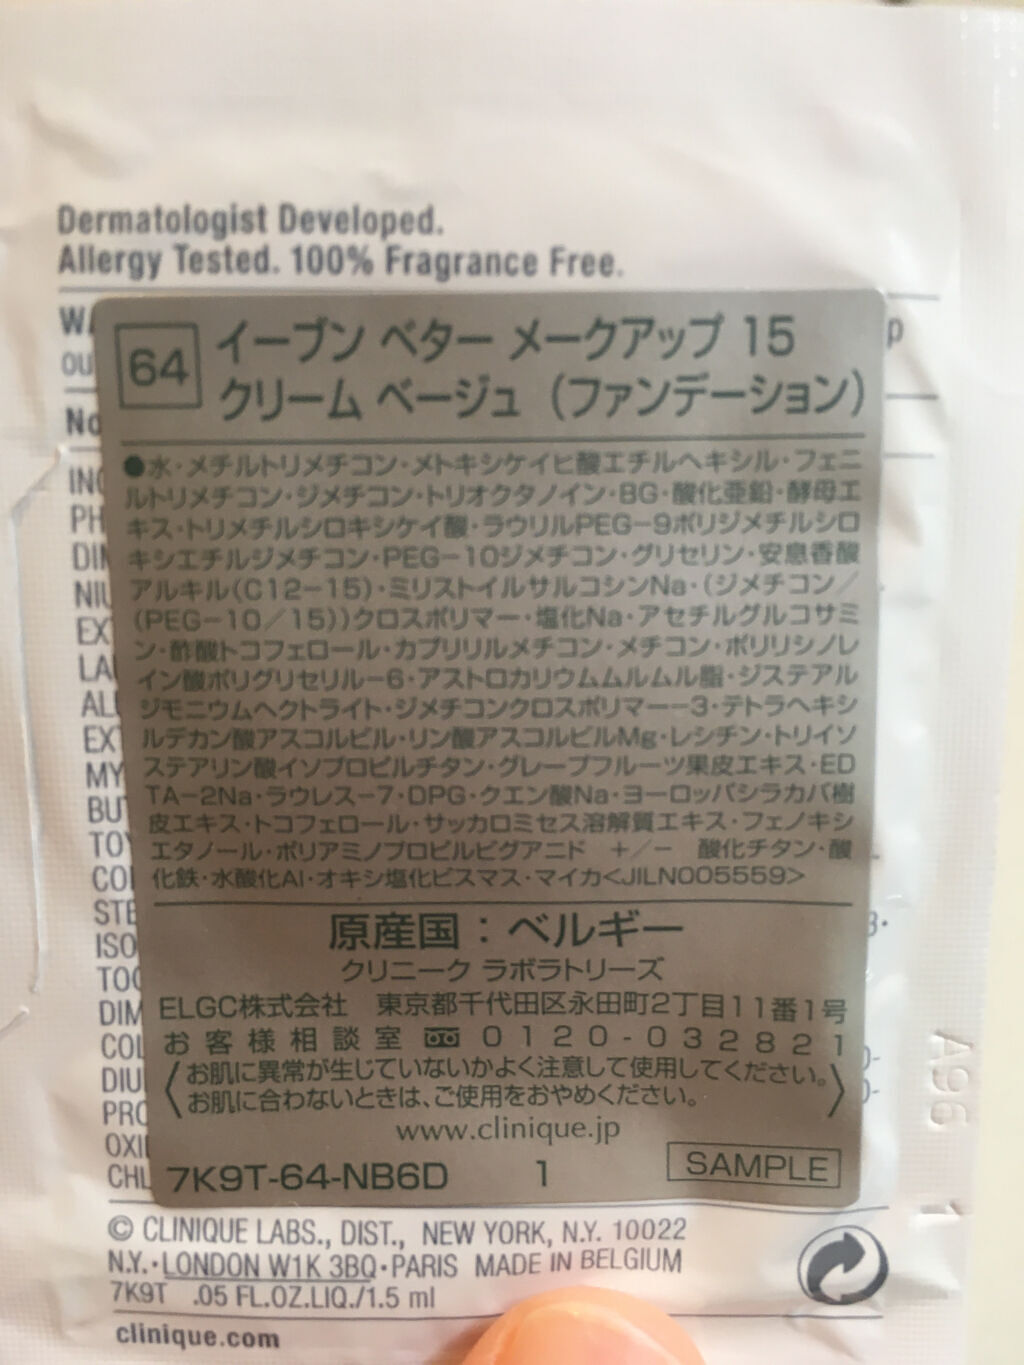 Dermatologist Developed.
Allergy Tested. 100% Fragrance Free.
64
イーブン ベター メークアップ 15
クリーム ベージュ（ファンデーション）
●水・メチルトリメチコン・メトキシケイヒ酸エチルヘキシル・フェニ
ルトリメチコン・ジメチコン・トリオクタノイン・BG・酸化亜鉛・酵母エ
キス・トリメチルシロキシケイ酸・ラウリルPEG-9ポリジメチルシロ
キシエチルジメチコン・PEG-10ジメチコン・グリセリン・安息香酸
アルキル(C12-15)・ミリストイルサルコシンNa・(ジメチコン／
(PEG-10／15))クロスポリマー・塩化Na・アセチルグルコサミ
ン・酢酸トコフェロール・カプリリルメチコン・メチコン・ポリリシノレ
イン酸ポリグリセリル-6・アストロカリウムムルムル脂・ジステアル
ジモニウムヘクトライト・ジメチコンクロスポリマー-3・テトラヘキシ
ルデカン酸アスコルビル・リン酸アスコルビルMg・レシチン・トリイソ
ステアリン酸イソプロピルチタン・グレープフルーツ果皮エキス・ED
TA-2Na・ラウレス-7・DPG・クエン酸Na・ヨーロッパシラカバ樹
皮エキス・トコフェロール・サッカロミセス溶解質エキス・フェノキシ
エタノール・ポリアミノプロピルビグアニド ＋／－ 酸化チタン・酸
化鉄・水酸化Al・オキシ塩化ビスマス・マイカ<JILN005559>
原産国：ベルギー
クリニーク ラボラトリーズ
ELGC株式会社 東京都千代田区永田町2丁目11番1号
お客様相談室 0120-032821
お肌に異常が生じていないかよく注意して使用してください。
お肌に合わないときは、ご使用をおやめください。
www.clinique.jp
7K9T-64-NB6D 1 SAMPLE
© CLINIQUE LABS., DIST., NEW YORK, N.Y. 10022
N.Y.・LONDON W1K 3BQ・PARIS MADE IN BELGIUM
7K9T .05 FL.OZ.LIQ./1.5 ml
clinique.com
A96
1